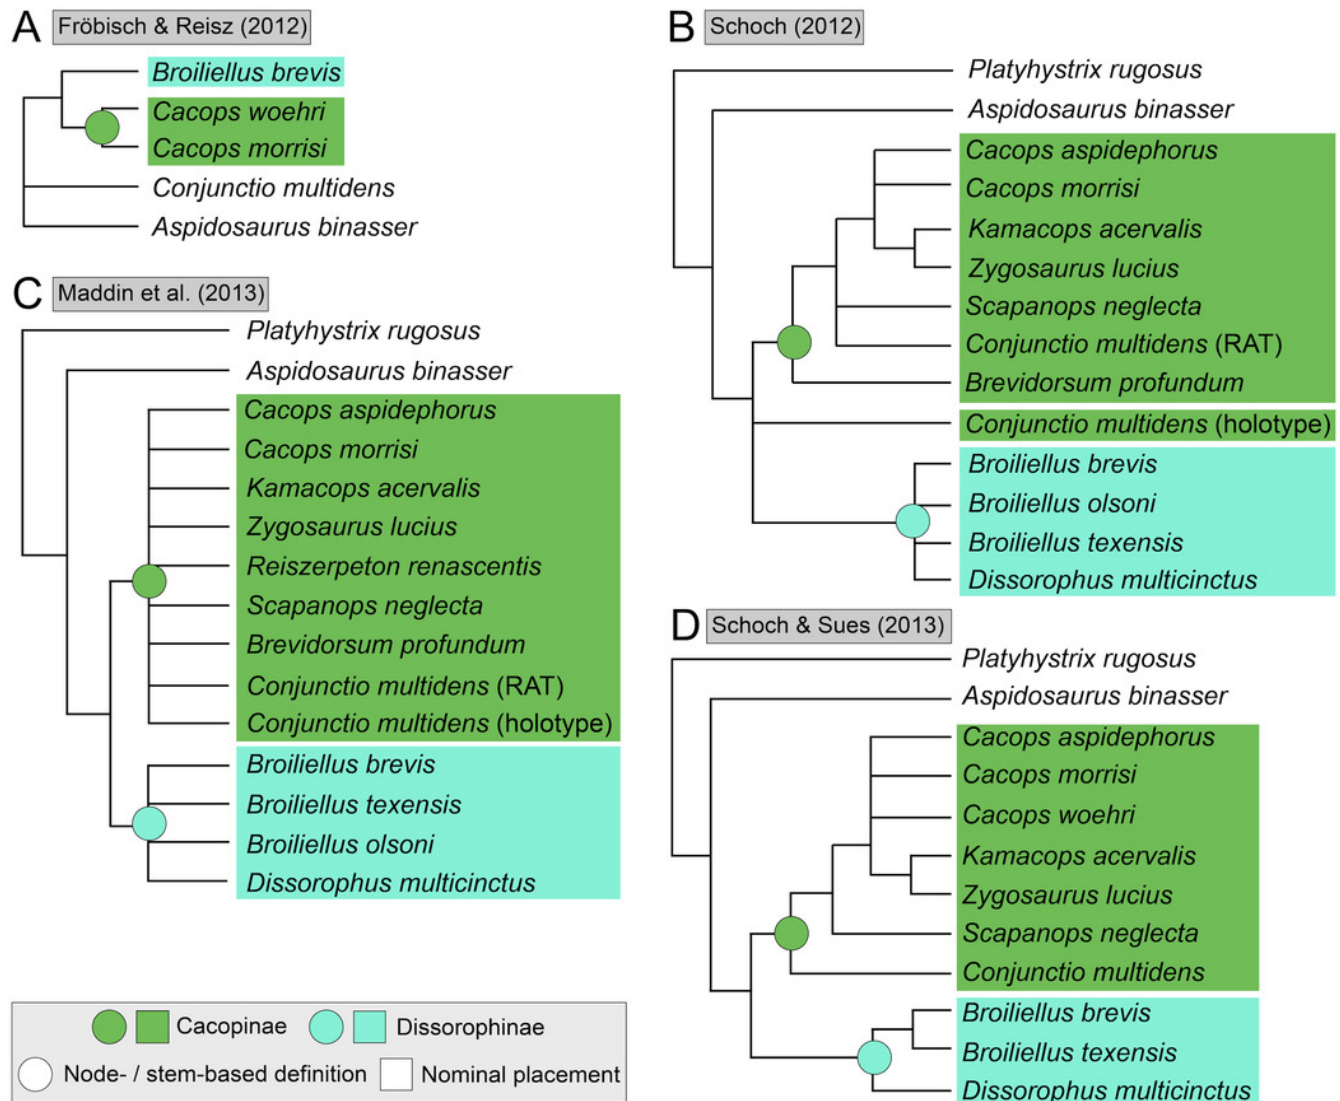 A Fröbisch & Reisz (2012)
Broiliellus brevis
Cacops woehri
Cacops morrisi
Conjunctio multidens
Aspidosaurus binasser
B Schoch (2012)
Platyhystrix rugosus
Aspidosaurus binasser
Cacops aspidephorus
Cacops morrisi
Kamacops acervalis
Zygosaurus lucius
Scapanops neglecta
Conjunctio multidens (RAT)
Brevidorsum profundum
Conjunctio multidens (holotype)
Broiliellus brevis
Broiliellus olsoni
Broiliellus texensis
Dissorophus multicinctus
C Maddin et al. (2013)
Platyhystrix rugosus
Aspidosaurus binasser
Cacops aspidephorus
Cacops morrisi
Kamacops acervalis
Zygosaurus lucius
Reiszerpeton renascentis
Scapanops neglecta
Brevidorsum profundum
Conjunctio multidens (RAT)
Conjunctio multidens (holotype)
Broiliellus brevis
Broiliellus texensis
Broiliellus olsoni
Dissorophus multicinctus
D Schoch & Sues (2013)
Platyhystrix rugosus
Aspidosaurus binasser
Cacops aspidephorus
Cacops morrisi
Cacops woehri
Kamacops acervalis
Zygosaurus lucius
Scapanops neglecta
Conjunctio multidens
Broiliellus brevis
Broiliellus texensis
Dissorophus multicinctus
Cacopinae Dissorophinae
Node- / stem-based definition Nominal placement